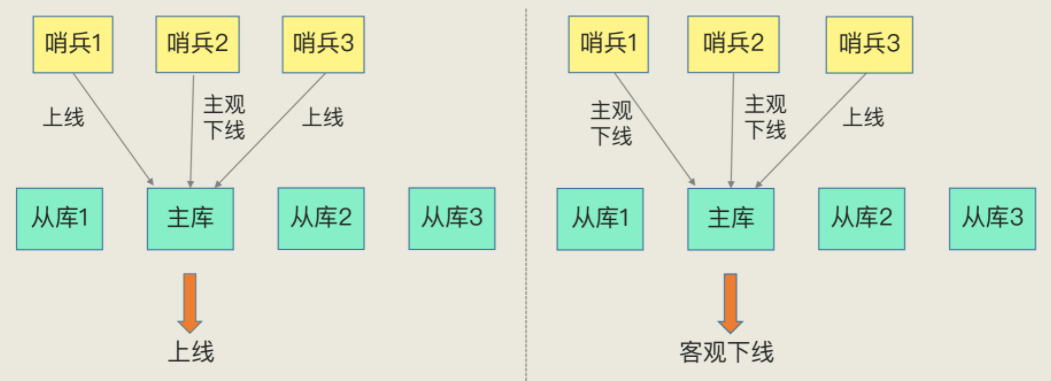 哨兵1
哨兵2
哨兵3
上线
主观
下线
上线
从库1
主库
从库2
从库3
上线
哨兵1
哨兵2
哨兵3
主观
下线
主观
下线
上线
从库1
主库
从库2
从库3
客观下线